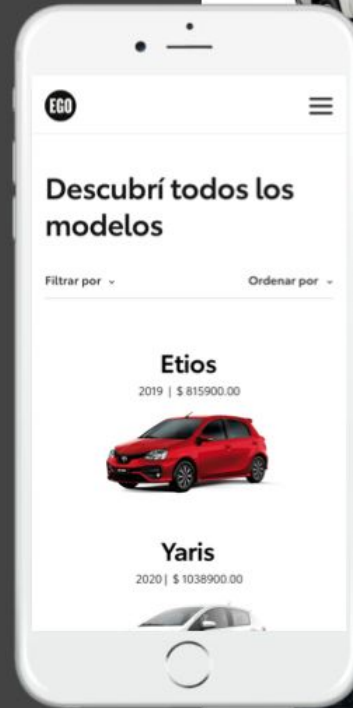 EGO
Descubrí todos los
modelos
Filtrar por
Ordenar por
Etios
2019 | $ 815900.00
Yaris
2020 | $ 1038900.00